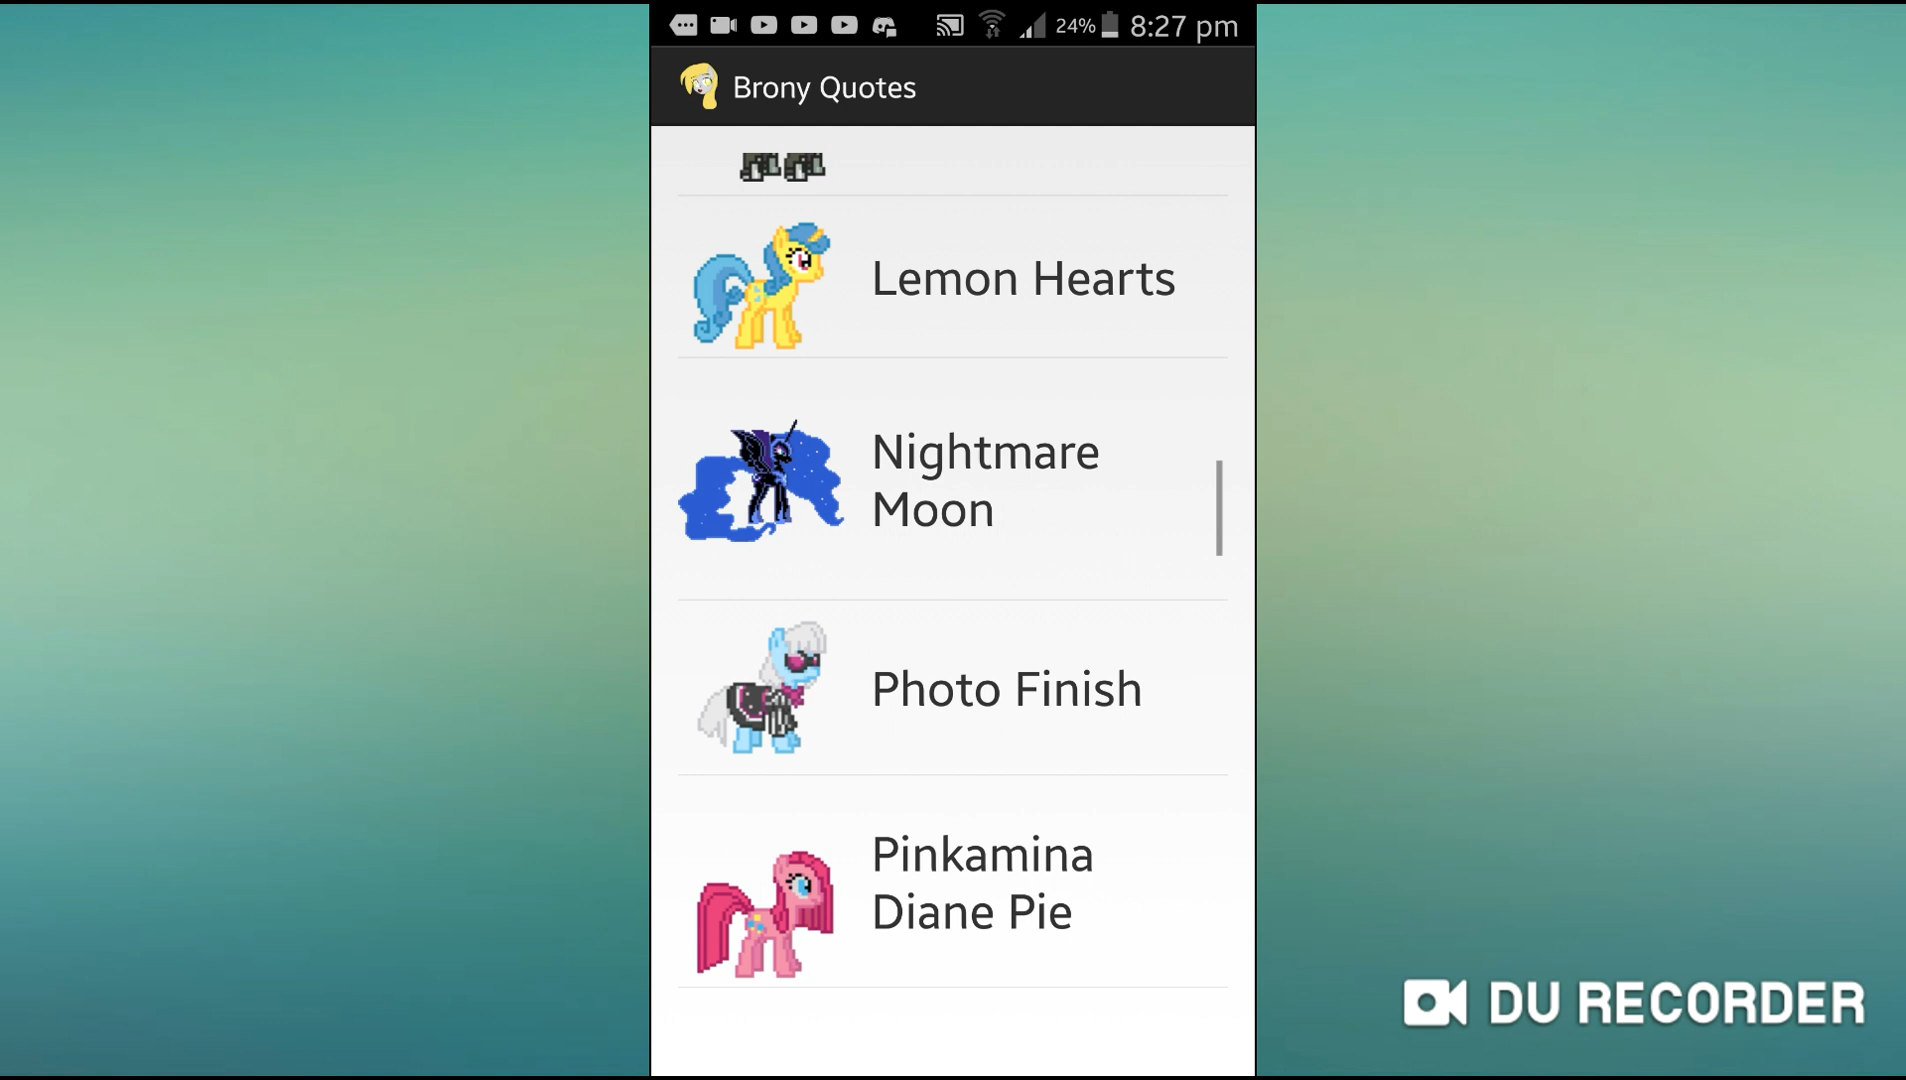 24% 8:27 pm
Brony Quotes
Lemon Hearts
Nightmare
Moon
Photo Finish
Pinkamina
Diane Pie
DU RECORDER